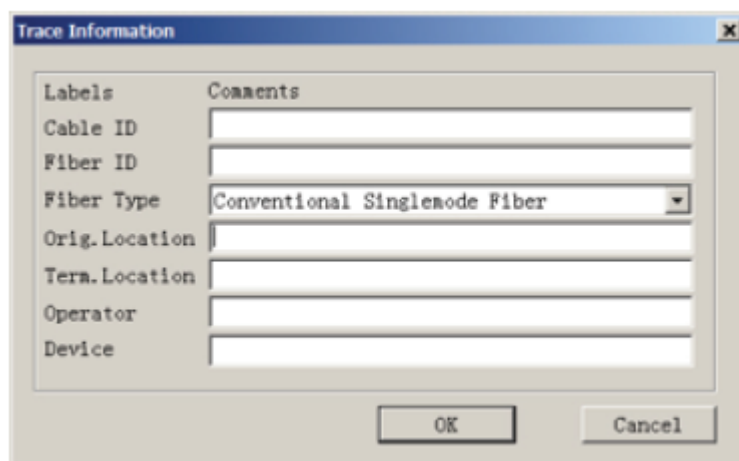 Trace Information
Labels Comments
Cable ID
Fiber ID
Fiber Type Conventional Singlemode Fiber
Orig.Location
Term.Location
Operator
Device
OK Cancel